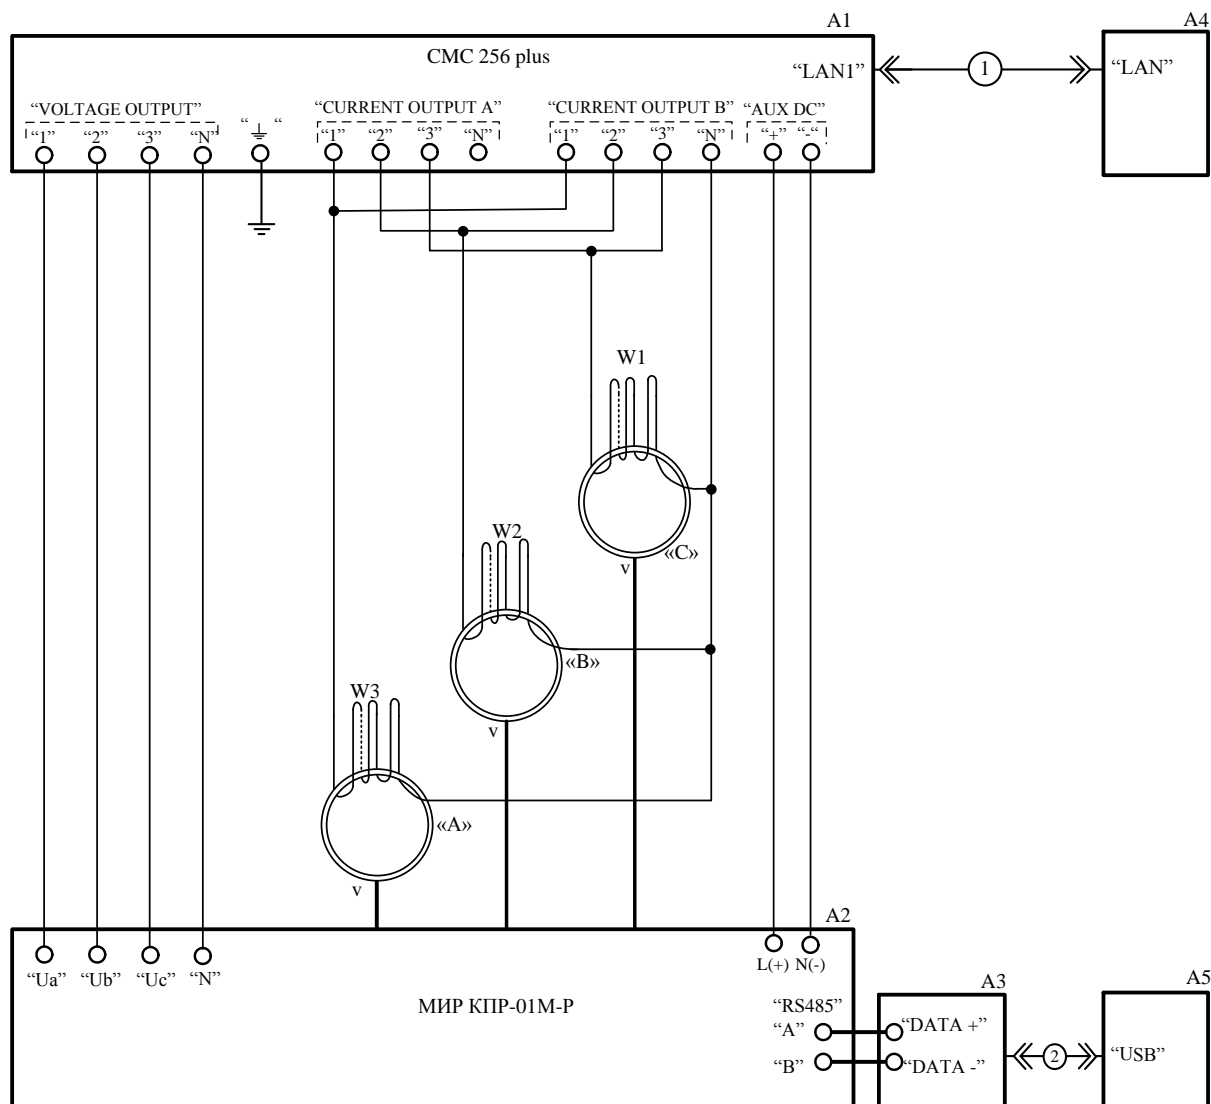 A1
A4
CMC 256 plus
“LAN1”
1
“LAN”
“VOLTAGE OUTPUT”
“ “
“CURRENT OUTPUT A”
“CURRENT OUTPUT B”
“AUX DC”
“1” “2” “3” “N”
“1” “2” “3” “N”
“1” “2” “3” “N”
“+” “-“
W1
«C»
v
W2
«B»
v
W3
«A»
v
A2
“Ua” “Ub” “Uc” “N”
L(+) N(-)
МИР КПР-01М-Р
“RS485”
“A”
“B”
A3
“DATA +”
“DATA -”
2
A5
“USB”